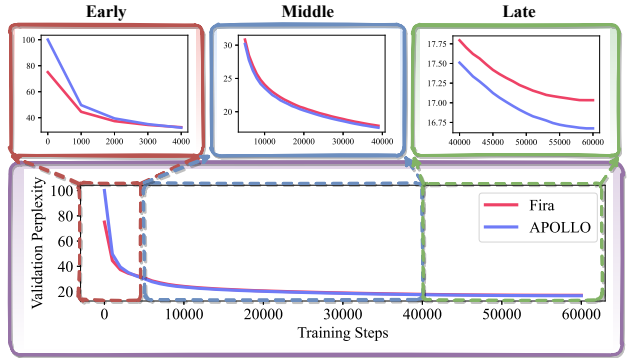 Early Middle Late
100
80
60
40
0 1000 2000 3000 4000
30
25
20
10000 20000 30000 40000
17.75
17.50
17.25
17.00
16.75
40000 45000 50000 55000 60000
Validation Perplexity
100
80
60
40
20
0 10000 20000 30000 40000 50000 60000
Training Steps
Fira
APOLLO